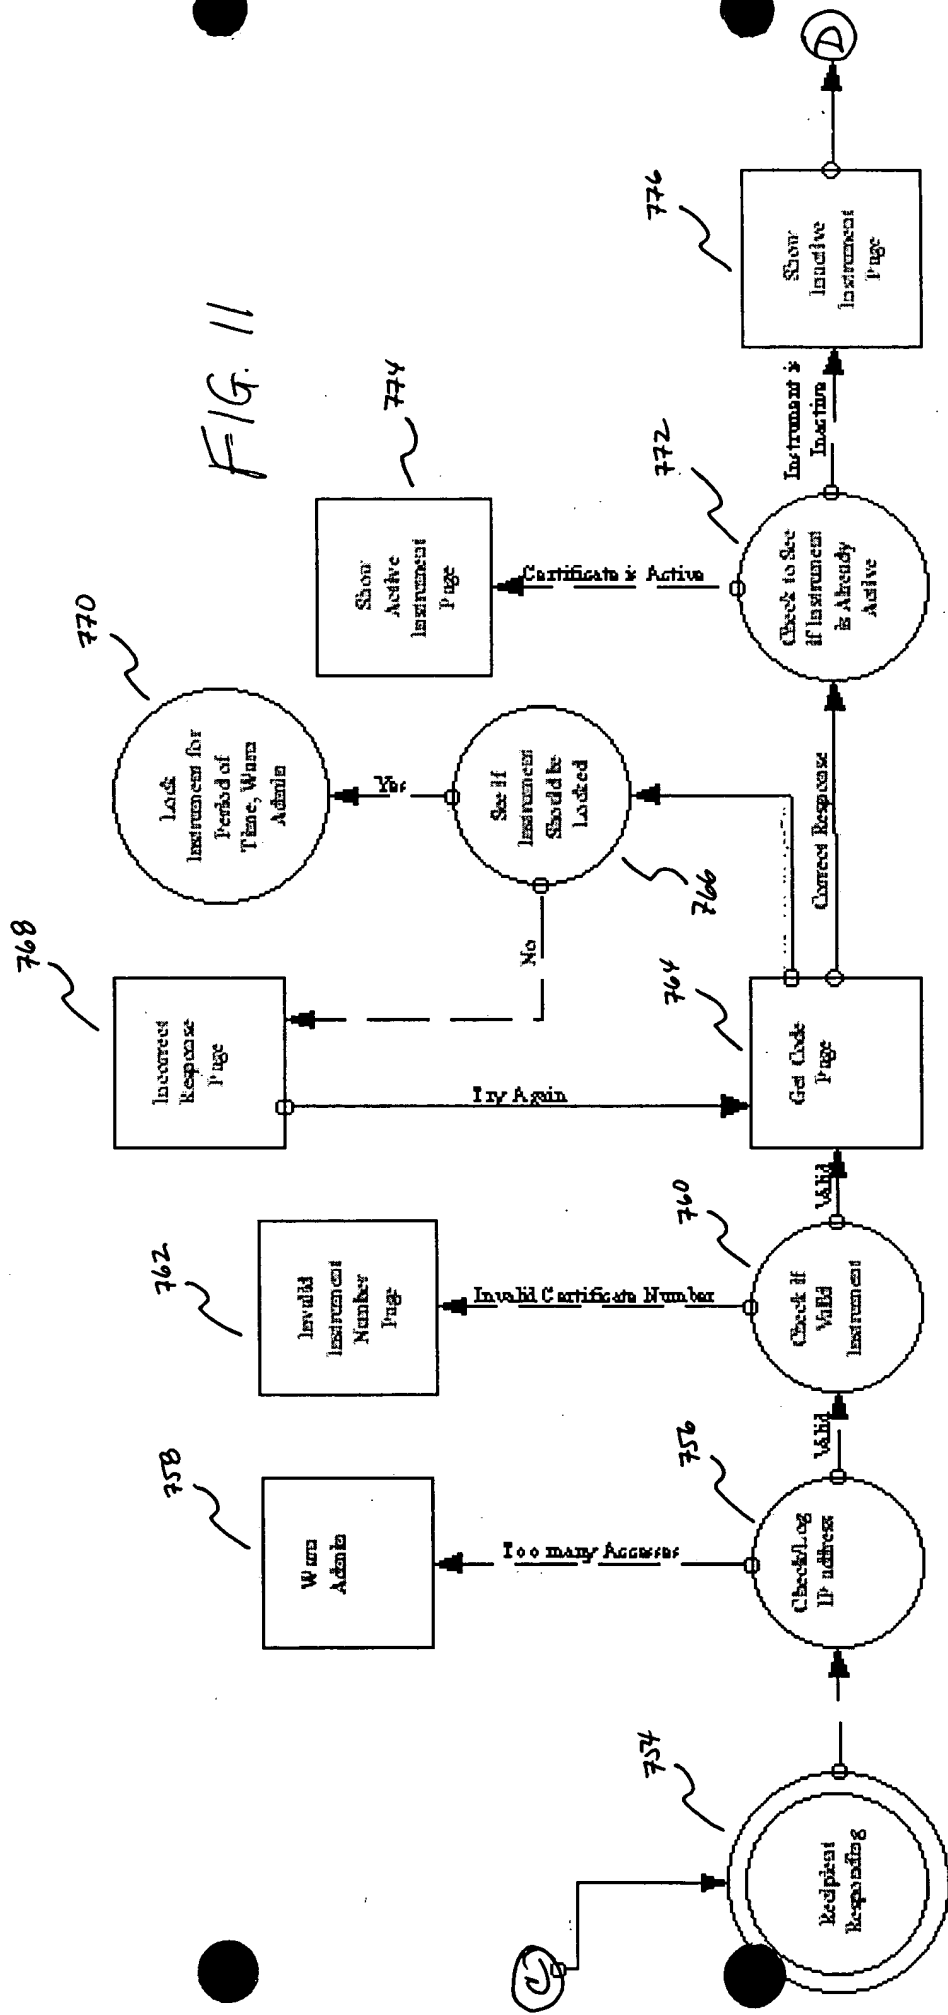 FIG. 11
C
754
Recipient
Responding
756
Check/Log
IP address
Too many Accesses
758
Warn
Admin
Valid
760
Check if
Valid
Instrument
Invalid Certificate Number
762
Invalid
Instrument
Number
Page
Valid
764
Get Code
Page
Try Again
768
Incorrect
Response
Page
No
766
See if
Instrument
Should be
Locked
Yes
770
Lock
Instrument for
Period of
Time, Warn
Admin
Correct Response
772
Check to See
if Instrument
is Already
Active
Certificate is Active
774
Show
Active
Instrument
Page
Instrument is
Inactive
776
Show
Inactive
Instrument
Page
D